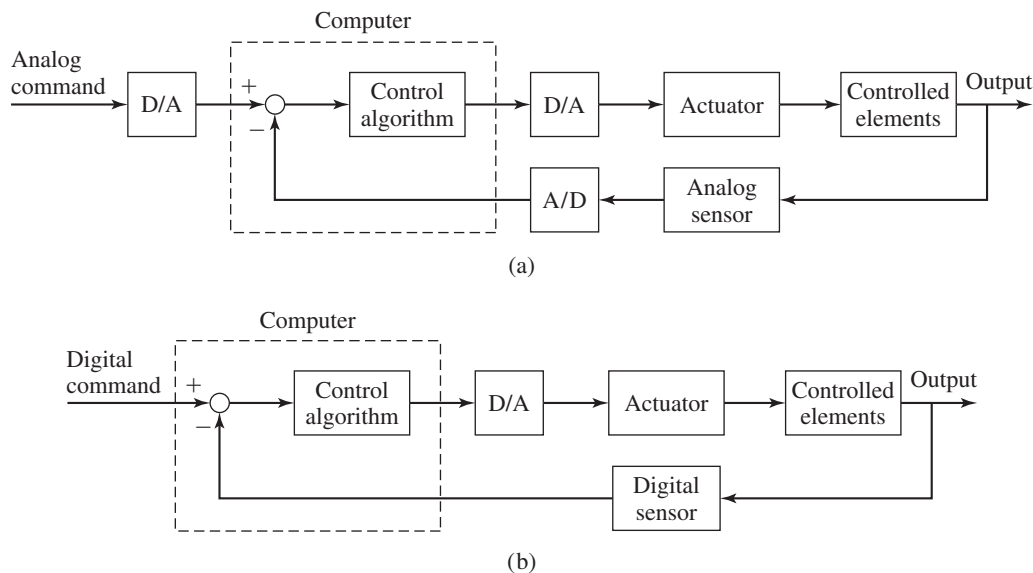 Computer
Analog
command
D/A
+
−
Control
algorithm
D/A
Actuator
Controlled
elements
Output
A/D
Analog
sensor
(a)
Computer
Digital
command
+
−
Control
algorithm
D/A
Actuator
Controlled
elements
Output
Digital
sensor
(b)